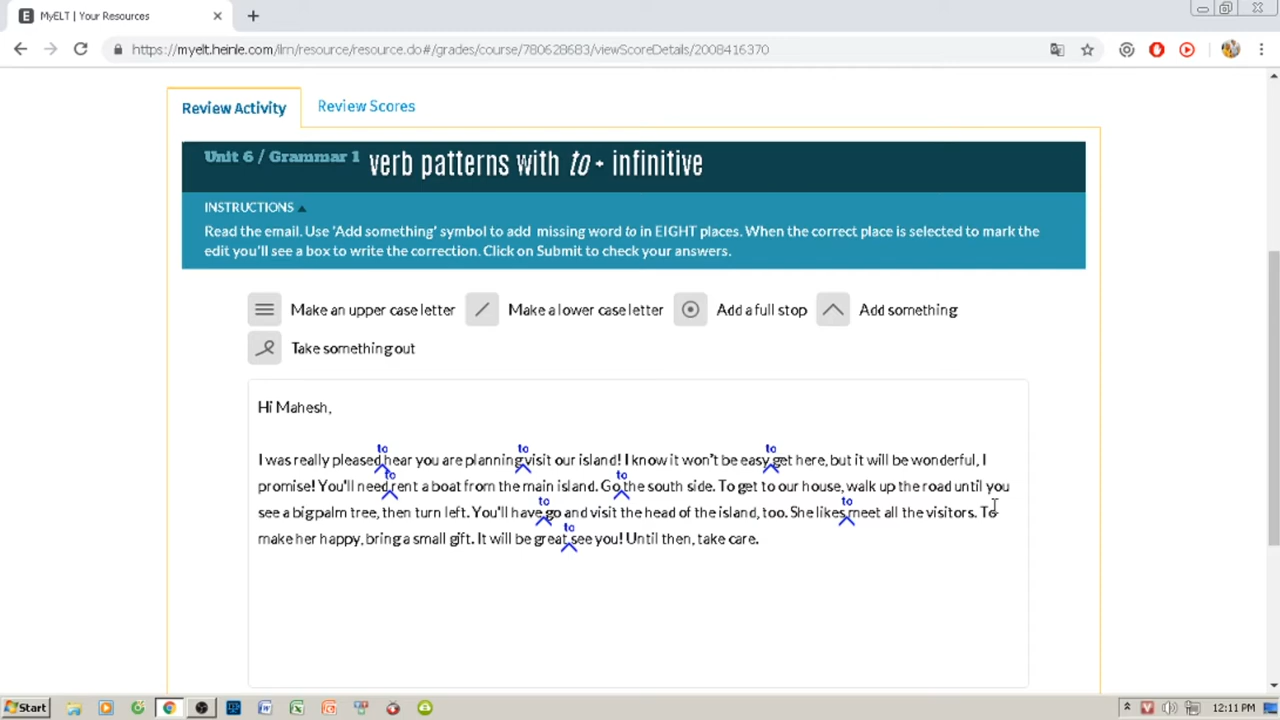 MyELT | Your Resources
https://myelt.heinle.com/ilrn/resource/resource.do#/grades/course/780628683/viewScoreDetails/2008416370
Review Activity
Review Scores
Unit 6 / Grammar 1 verb patterns with to + infinitive
INSTRUCTIONS
Read the email. Use 'Add something' symbol to add missing word to in EIGHT places. When the correct place is selected to mark the
edit you'll see a box to write the correction. Click on Submit to check your answers.
Make an upper case letter
Make a lower case letter
Add a full stop
Add something
Take something out
Hi Mahesh,
to to to
I was really pleased hear you are planning visit our island! I know it won't be easy get here, but it will be wonderful, I
to to
promise! You'll need rent a boat from the main island. Go the south side. To get to our house, walk up the road until you
to to
see a big palm tree, then turn left. You'll have go and visit the head of the island, too. She likes meet all the visitors. To
to
make her happy, bring a small gift. It will be great see you! Until then, take care.
Start
12:11 PM